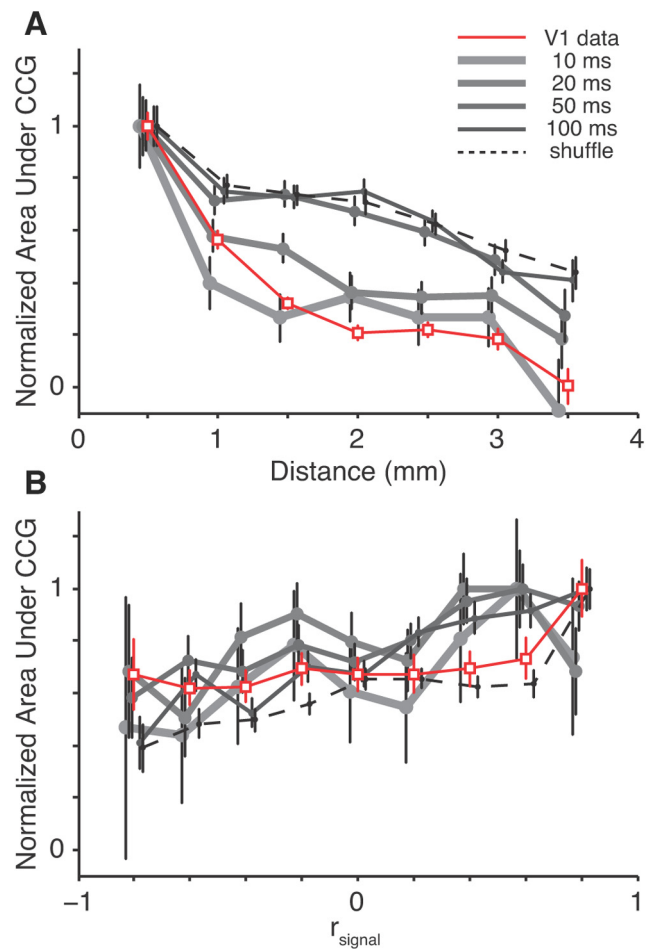 A
V1 data
10 ms
20 ms
50 ms
100 ms
shuffle
Normalized Area Under CCG
1
0
0 1 2 3 4
Distance (mm)
B
Normalized Area Under CCG
1
0
−1 0 1
r_signal